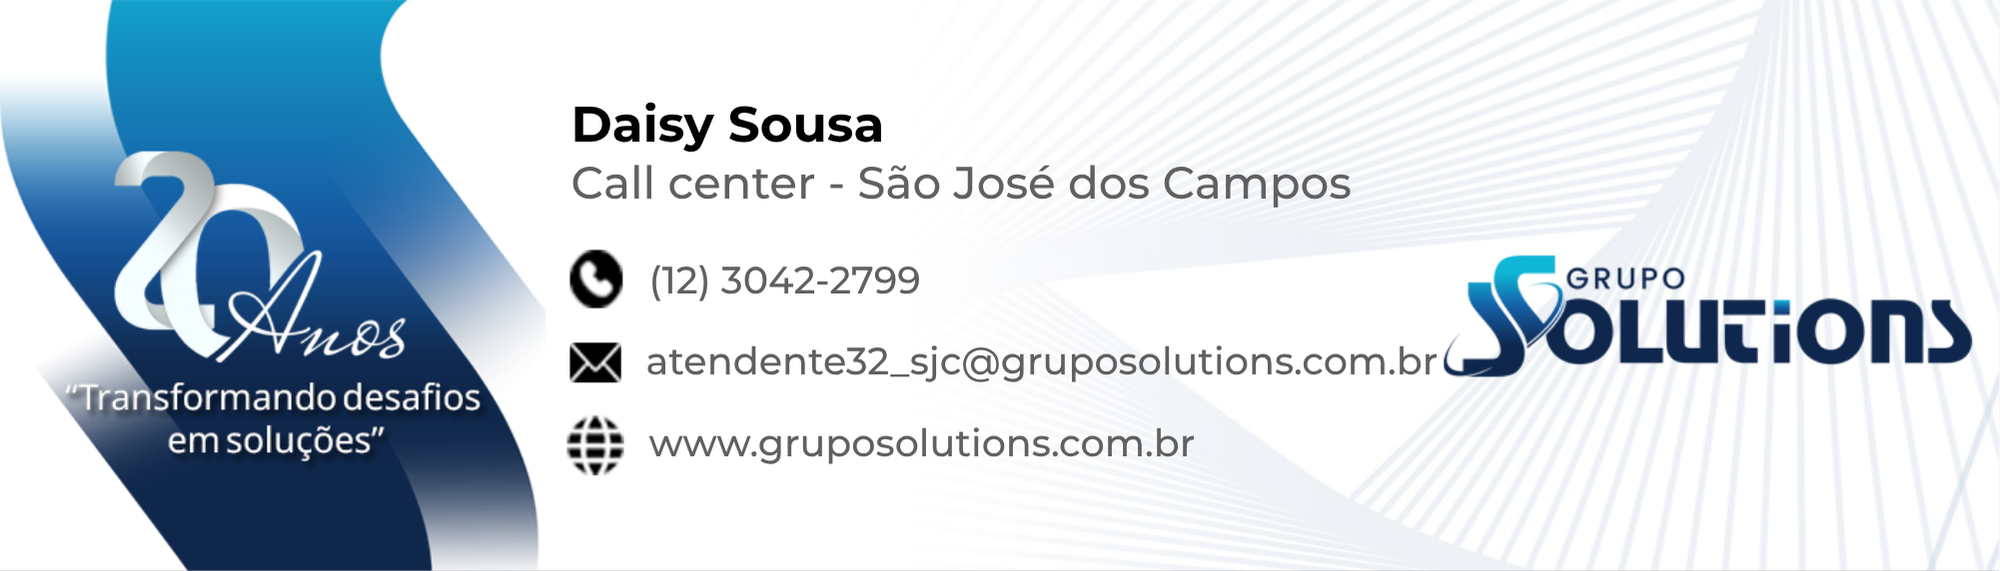 20
Anos
“Transformando desafios
em soluções”
Daisy Sousa
Call center - São José dos Campos
(12) 3042-2799
atendente32_sjc@gruposolutions.com.br
www.gruposolutions.com.br
GRUPO
SOLUTIONS